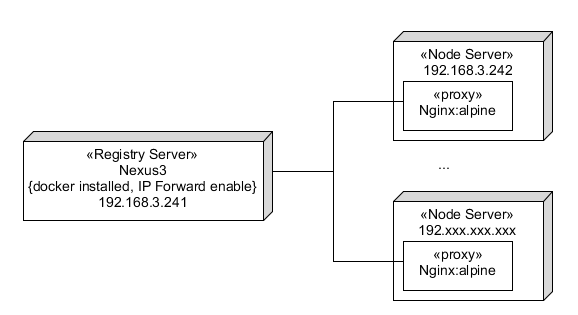 «Registry Server»
Nexus3
{docker installed, IP Forward enable}
192.168.3.241
«Node Server»
192.168.3.242
«proxy»
Nginx:alpine
...
«Node Server»
192.xxx.xxx.xxx
«proxy»
Nginx:alpine